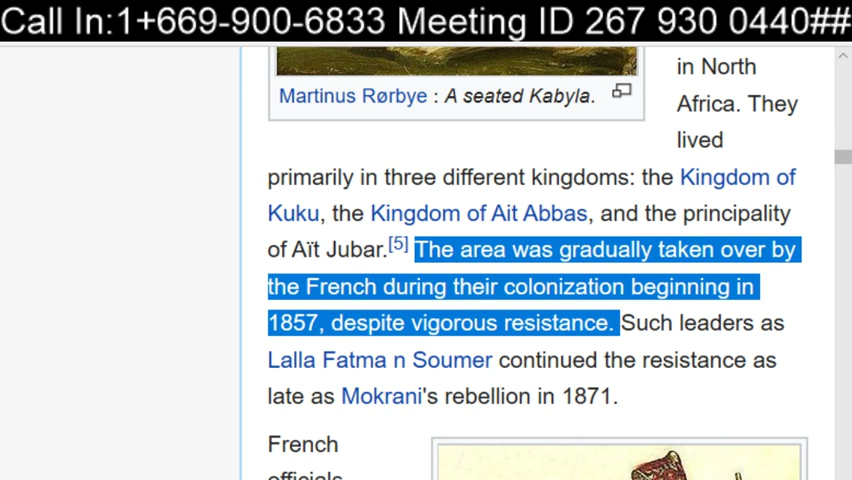 Call In:1+669-900-6833 Meeting ID 267 930 0440##
in North
Martinus Rørbye : A seated Kabyla.
Africa. They
lived
primarily in three different kingdoms: the Kingdom of
Kuku, the Kingdom of Ait Abbas, and the principality
of Aït Jubar.[5] The area was gradually taken over by
the French during their colonization beginning in
1857, despite vigorous resistance. Such leaders as
Lalla Fatma n Soumer continued the resistance as
late as Mokrani's rebellion in 1871.
French
officials